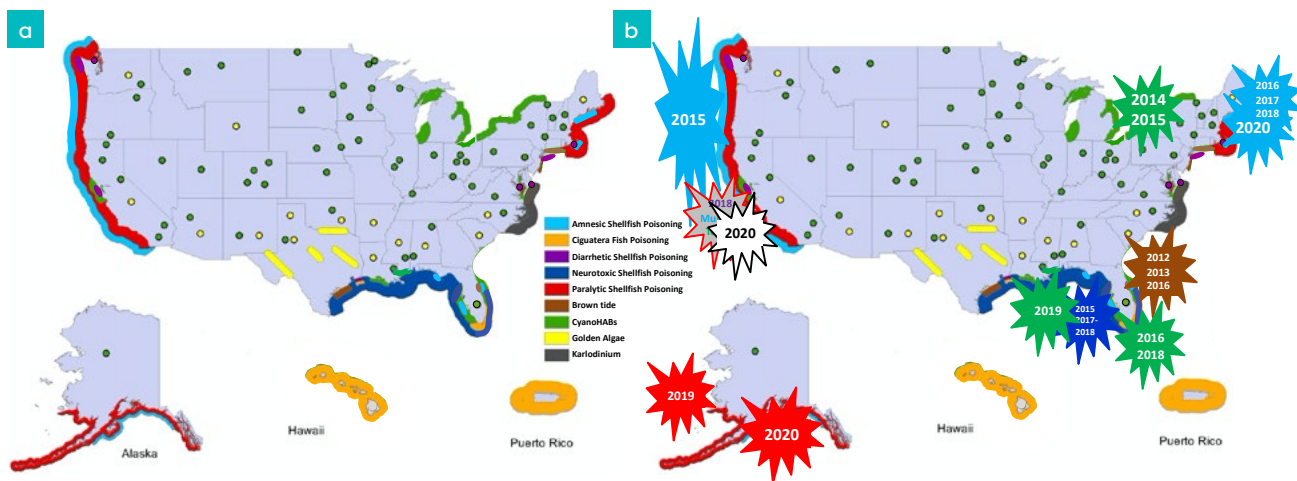 a
Amnesic Shellfish Poisoning
Ciguatera Fish Poisoning
Diarrhetic Shellfish Poisoning
Neurotoxic Shellfish Poisoning
Paralytic Shellfish Poisoning
Brown tide
CyanoHABs
Golden Algae
Karlodinium
Alaska
Hawaii
Puerto Rico
b
2015
2014
2015
2016
2017
2018
2020
2018
Mu
2020
2012
2013
2016
2019
2015
2017-
2018
2016
2018
2019
2020
Hawaii
Puerto Rico